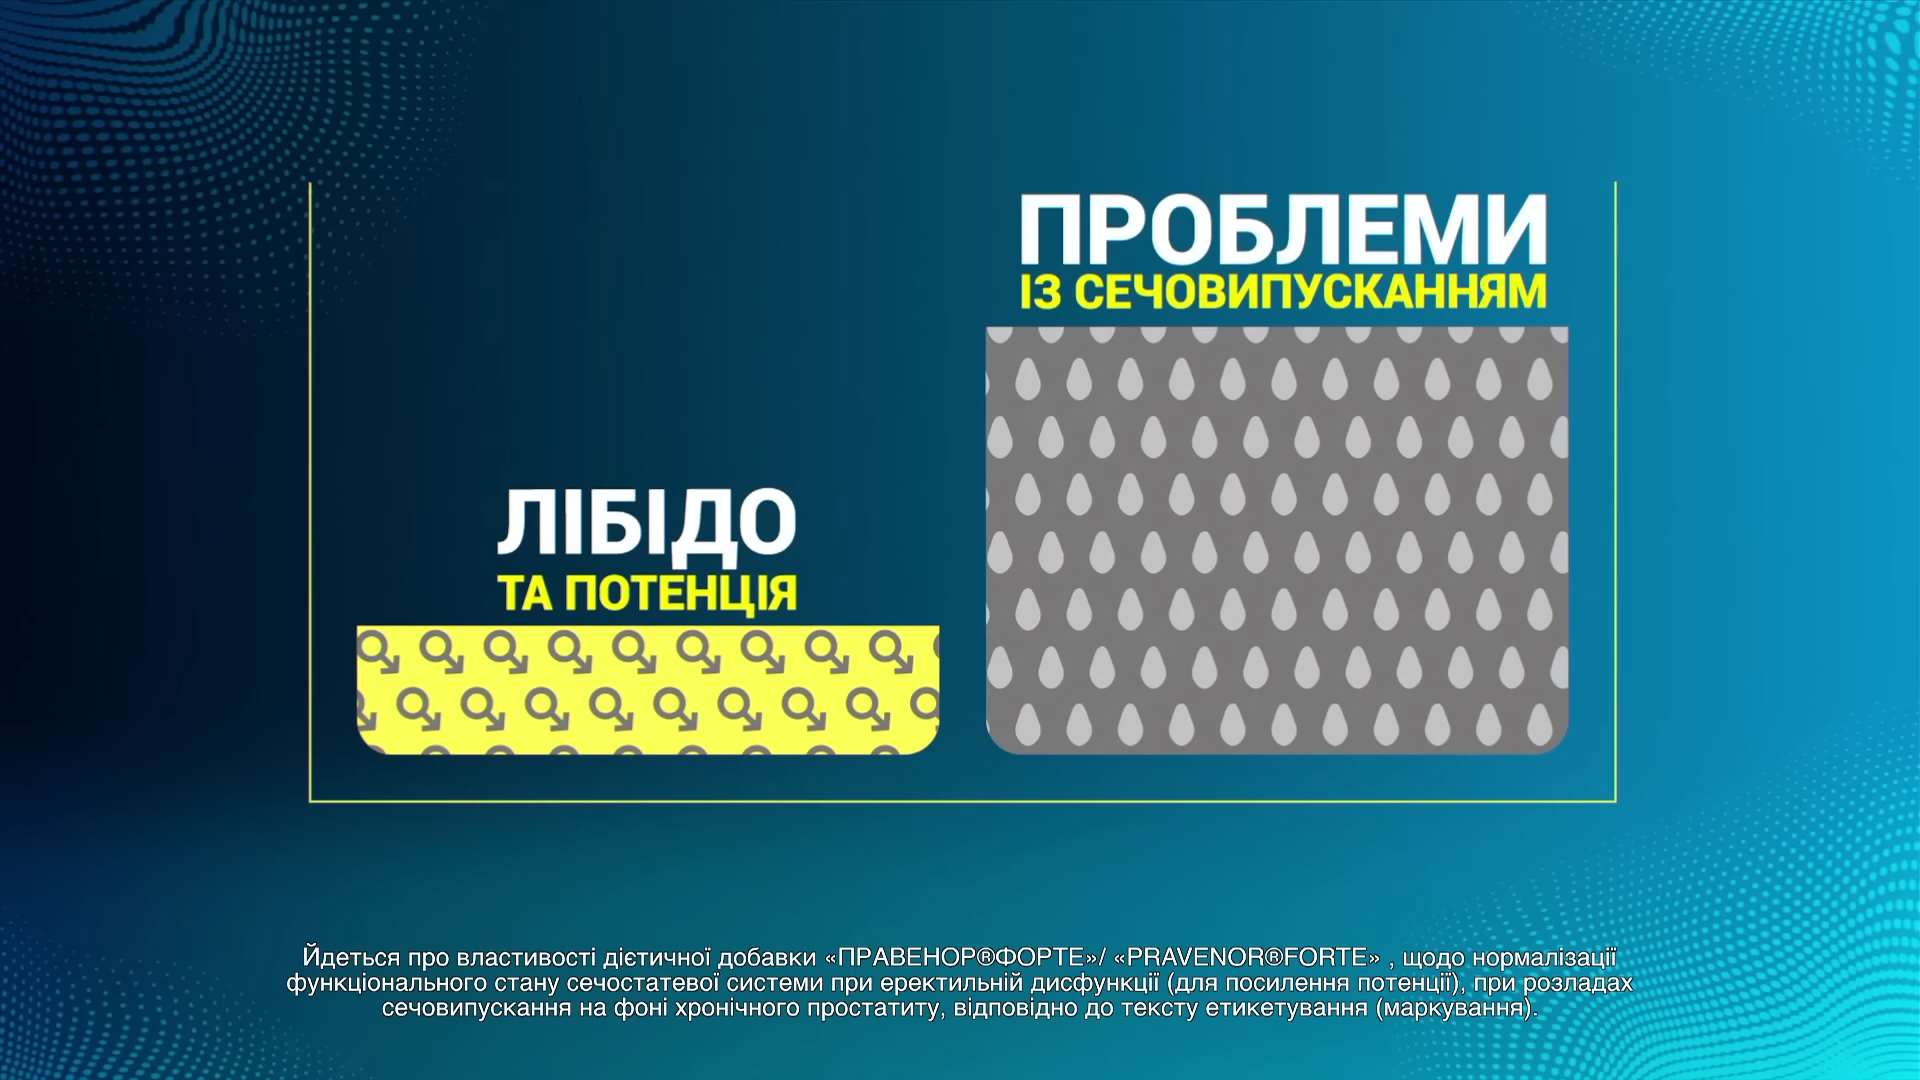 ПРОБЛЕМИ
ІЗ СЕЧОВИПУСКАННЯМ
ЛІБІДО
ТА ПОТЕНЦІЯ
Йдеться про властивості дієтичної добавки «ПРАВЕНОР®ФОРТЕ»/ «PRAVENOR®FORTE» , щодо нормалізації
функціонального стану сечостатевої системи при еректильній дисфункції (для посилення потенції), при розладах
сечовипускання на фоні хронічного простатиту, відповідно до тексту етикетування (маркування).